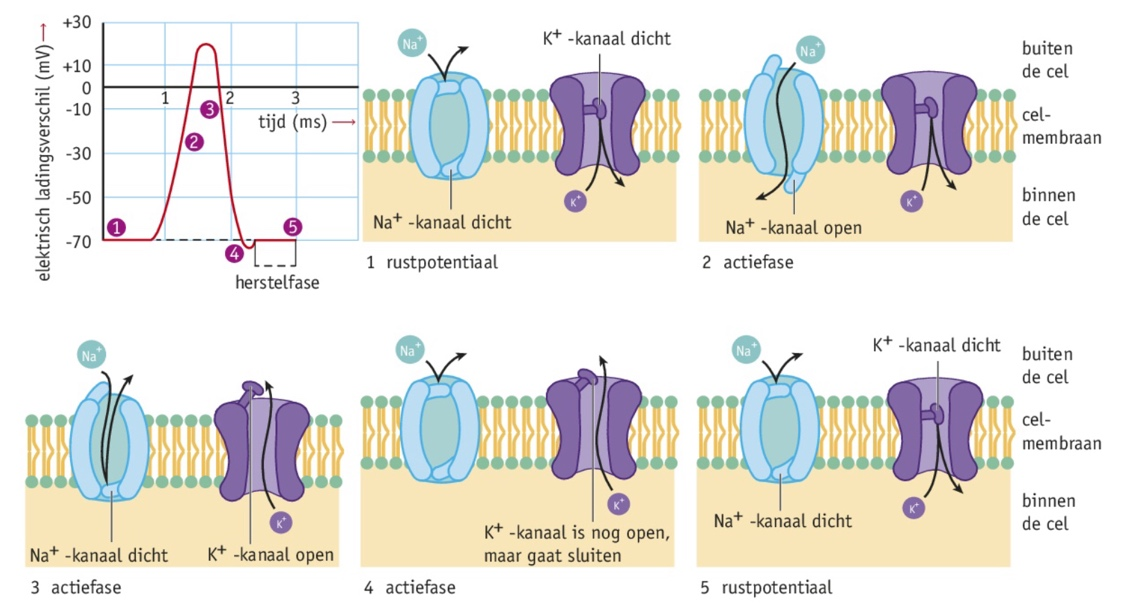 elektrisch ladingsverschil (mV) →
+30
+10
0
-10
-30
-50
-70
1
2
3
tijd (ms) →
1
2
3
4
5
herstelfase
Na+
K+ -kanaal dicht
K+
Na+ -kanaal dicht
1 rustpotentiaal
Na+
K+
Na+ -kanaal open
2 actiefase
buiten
de cel
cel-
membraan
binnen
de cel
Na+
K+
Na+ -kanaal dicht
K+ -kanaal open
3 actiefase
Na+
K+
K+ -kanaal is nog open,
maar gaat sluiten
4 actiefase
Na+
K+ -kanaal dicht
K+
Na+ -kanaal dicht
5 rustpotentiaal
buiten
de cel
cel-
membraan
binnen
de cel